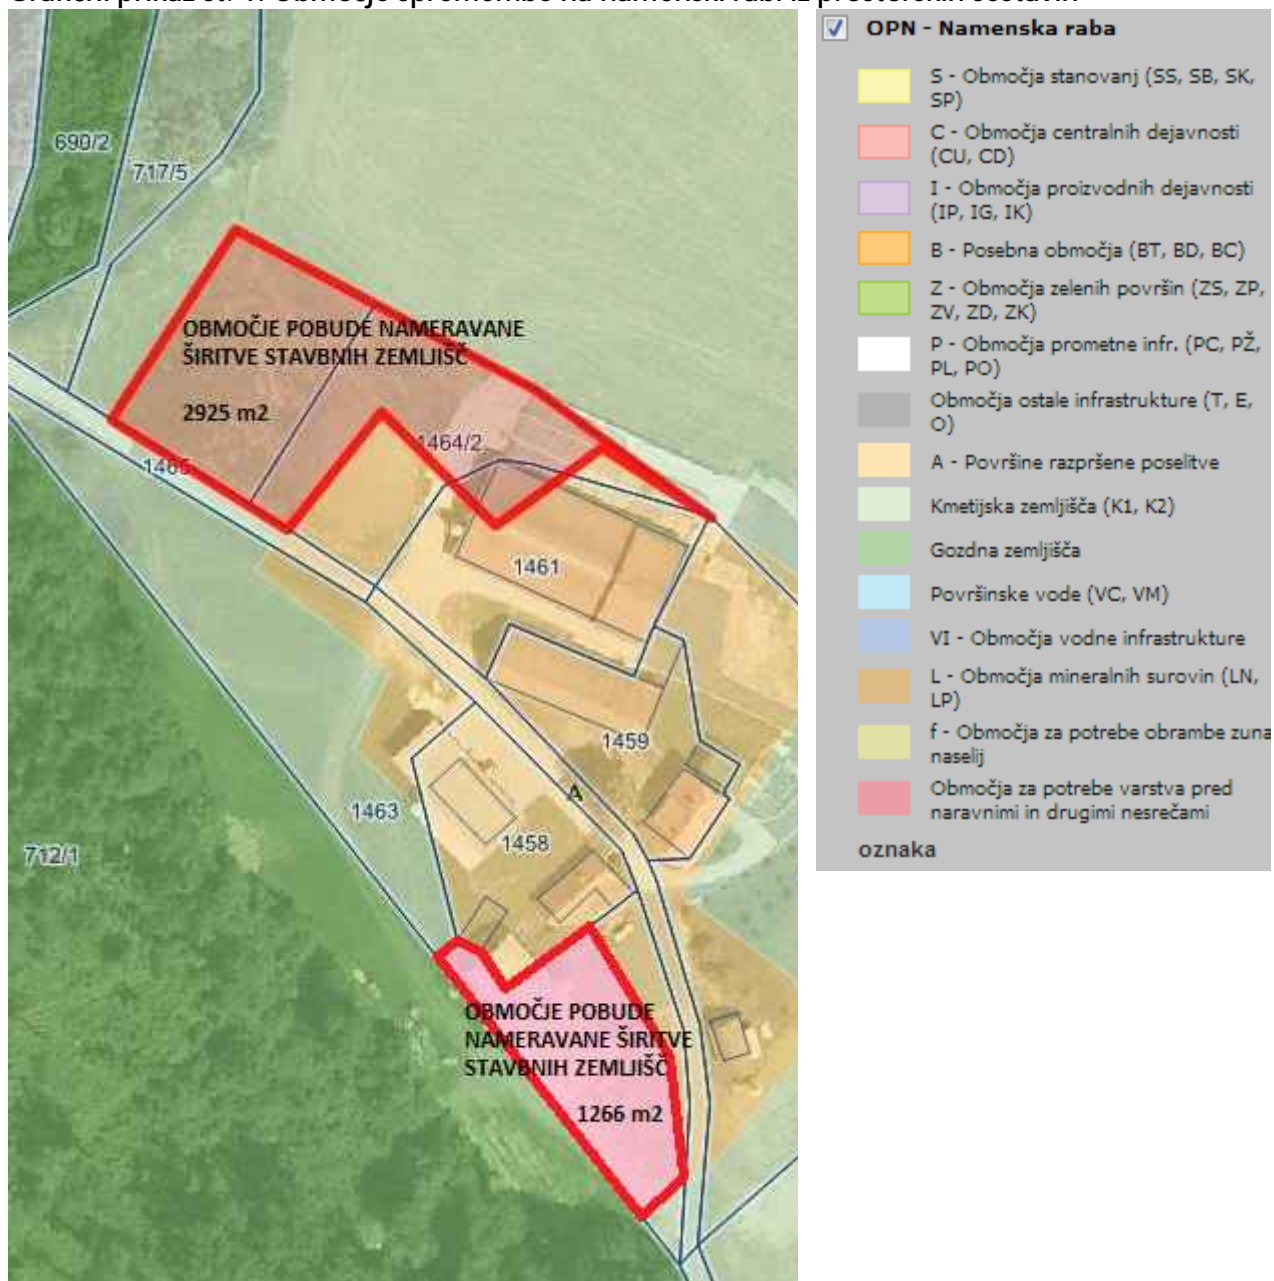 OPN - Namenska raba
S - Območja stanovanj (SS, SB, SK,
SP)
C - Območja centralnih dejavnosti
(CU, CD)
I - Območja proizvodnih dejavnosti
(IP, IG, IK)
B - Posebna območja (BT, BD, BC)
Z - Območja zelenih površin (ZS, ZP,
ZV, ZD, ZK)
P - Območja prometne infr. (PC, PŽ,
PL, PO)
Območja ostale infrastrukture (T, E,
O)
A - Površine razpršene poselitve
Kmetijska zemljišča (K1, K2)
Gozdna zemljišča
Površinske vode (VC, VM)
VI - Območja vodne infrastrukture
L - Območja mineralnih surovin (LN,
LP)
f - Območja za potrebe obrambe zuna
naselij
Območja za potrebe varstva pred
naravnimi in drugimi nesrečami
oznaka
690/2
717/5
OBMOČJE POBUDE NAMERAVANE
ŠIRITVE STAVBNIH ZEMLJIŠČ
2925 m2
1464/2
1465
1461
1459
A
1463
1458
712/1
OBMOČJE POBUDE
NAMERAVANE ŠIRITVE
STAVBNIH ZEMLJIŠČ
1266 m2